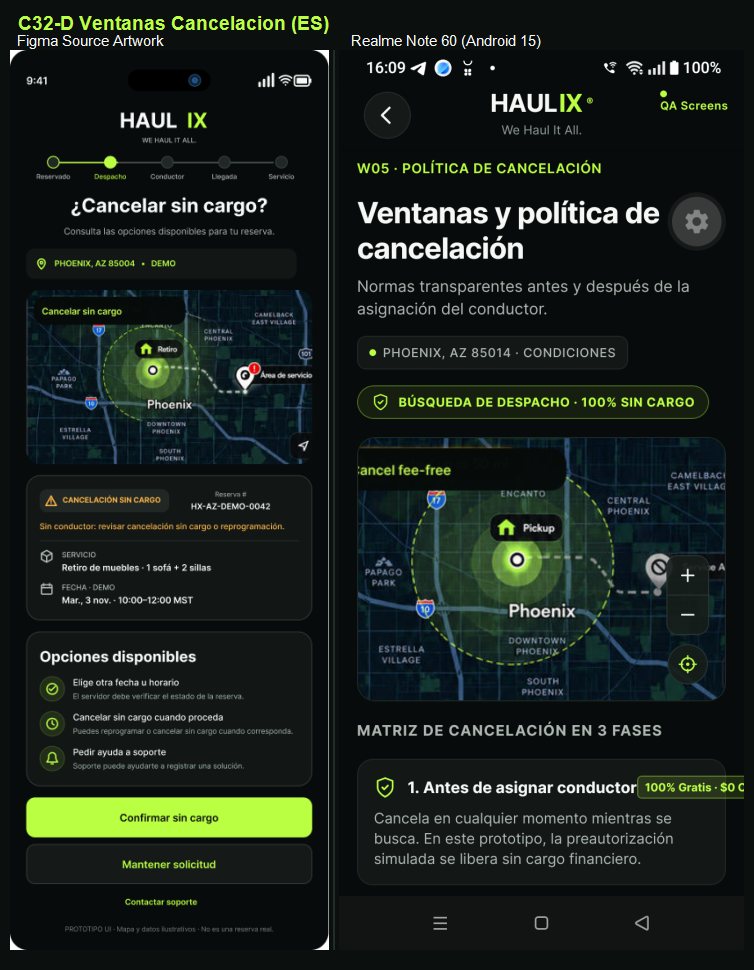 C32-D Ventanas Cancelacion (ES)
Figma Source Artwork
9:41
HAUL IX
WE HAUL IT ALL.
Reservado
Despacho
Conductor
Llegada
Servicio
¿Cancelar sin cargo?
Consulta las opciones disponibles para tu reserva.
PHOENIX, AZ 85004 • DEMO
Cancelar sin cargo
17
ENCANTO
CAMELBACK
EAST VILLAGE
CENTRAL
PHOENIX
Retiro
101
PAPAGO
PARK
Área de servicio
10
Phoenix
ESTRELLA
VILLAGE
DOWNTOWN
PHOENIX
SOUTH
PHOENIX
CANCELACIÓN SIN CARGO
Reserva #
HX-AZ-DEMO-0042
Sin conductor: revisar cancelación sin cargo o reprogramación.
SERVICIO
Retiro de muebles · 1 sofá + 2 sillas
FECHA · DEMO
Mar., 3 nov. · 10:00–12:00 MST
Opciones disponibles
Elige otra fecha u horario
El servidor debe verificar el estado de la reserva.
Cancelar sin cargo cuando proceda
Puedes reprogramar o cancelar sin cargo cuando corresponda.
Pedir ayuda a soporte
Soporte puede ayudarte a registrar una solución.
Confirmar sin cargo
Mantener solicitud
Contactar soporte
PROTOTIPO UI · Mapa y datos ilustrativos · No es una reserva real.
Realme Note 60 (Android 15)
16:09
100%
HAULIX®
We Haul It All.
QA Screens
W05 · POLÍTICA DE CANCELACIÓN
Ventanas y política de
cancelación
Normas transparentes antes y después de la
asignación del conductor.
PHOENIX, AZ 85014 · CONDICIONES
BÚSQUEDA DE DESPACHO · 100% SIN CARGO
Cancel fee-free
17
ENCANTO
CAMELBAC
EAST VILLAG
CENTRAL
PHOENIX
Pickup
PAPAGO
PARK
e A
+
−
10
Phoenix
ESTRELLA
VILLAGE
DOWNTOWN
PHOENIX
SOUTH
PHOENIX
MATRIZ DE CANCELACIÓN EN 3 FASES
1. Antes de asignar conductor
100% Gratis · $0 C
Cancela en cualquier momento mientras se
busca. En este prototipo, la preautorización
simulada se libera sin cargo financiero.